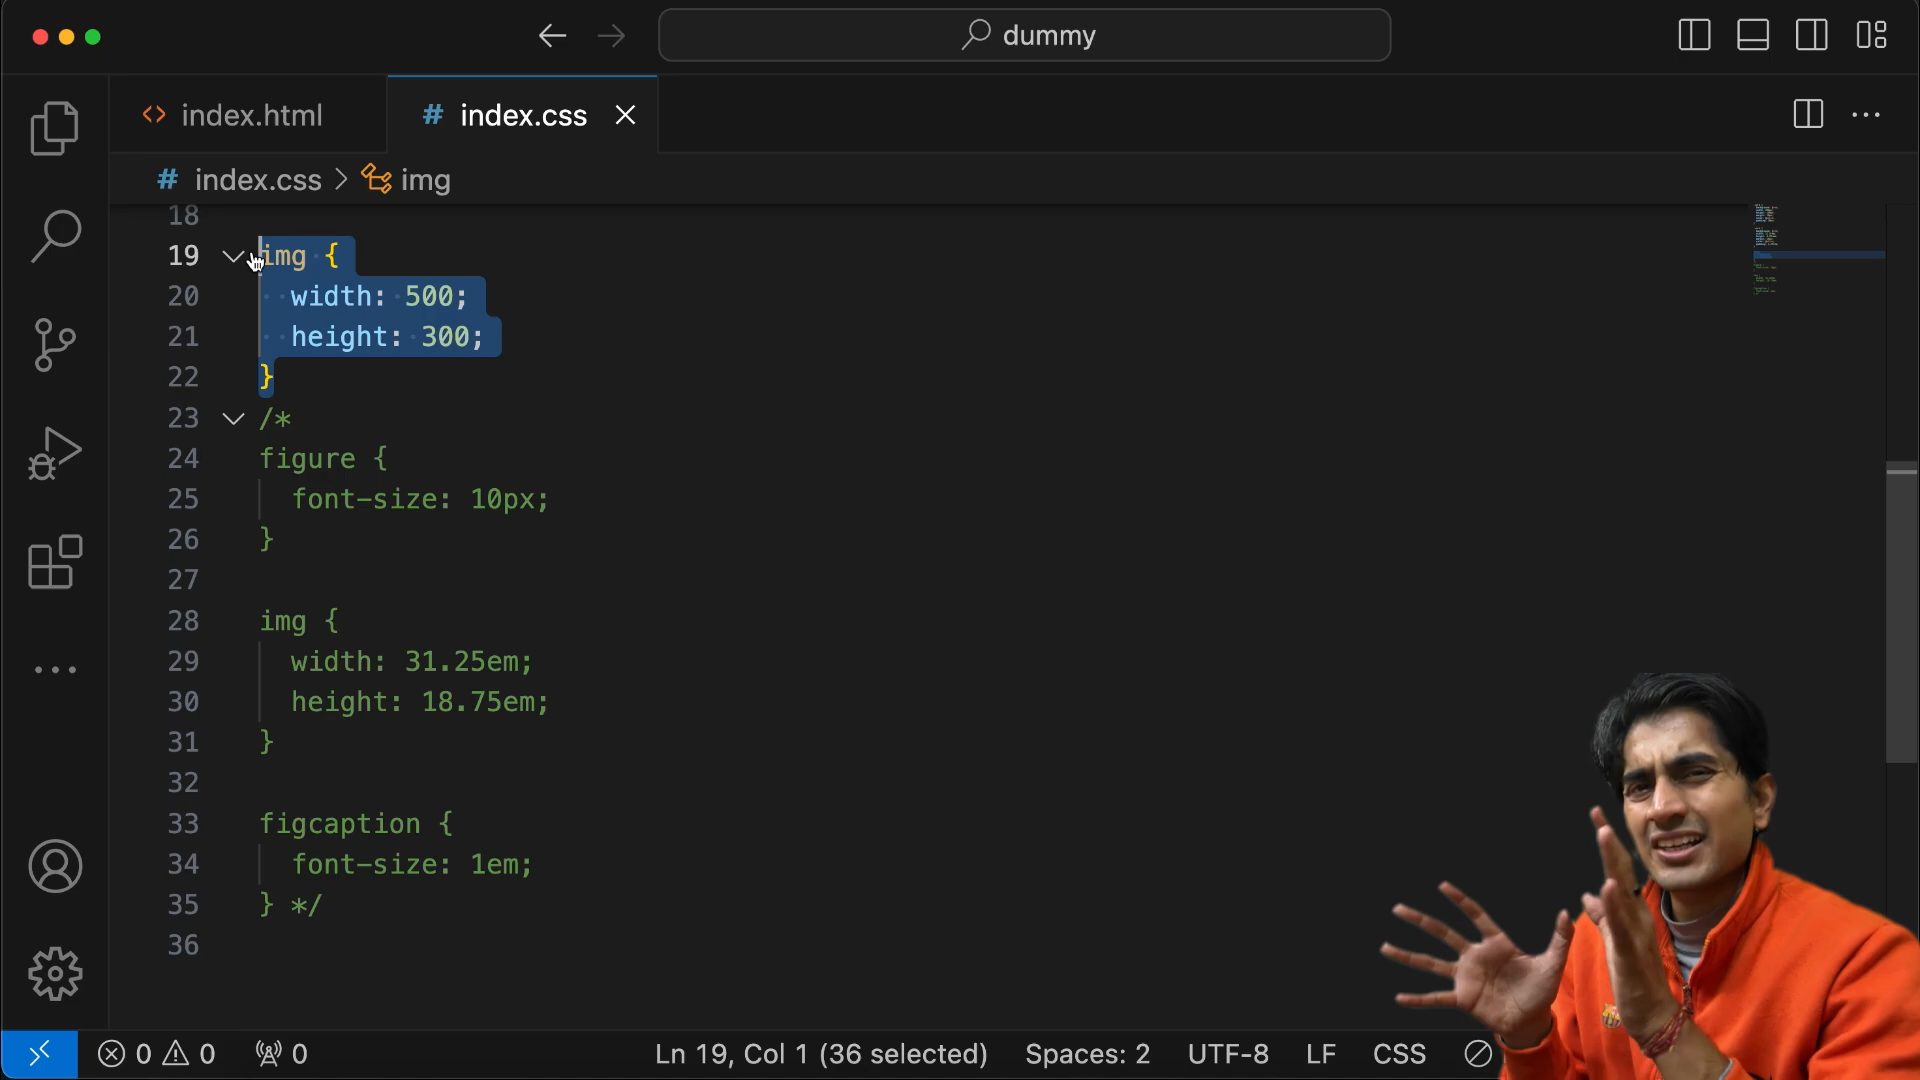 dummy
index.html
# index.css
# index.css > img
18
19 img {
20 width: 500;
21 height: 300;
22 }
23 /*
24 figure {
25 font-size: 10px;
26 }
27
28 img {
29 width: 31.25em;
30 height: 18.75em;
31 }
32
33 figcaption {
34 font-size: 1em;
35 } */
36
0 0 0 Ln 19, Col 1 (36 selected) Spaces: 2 UTF-8 LF CSS